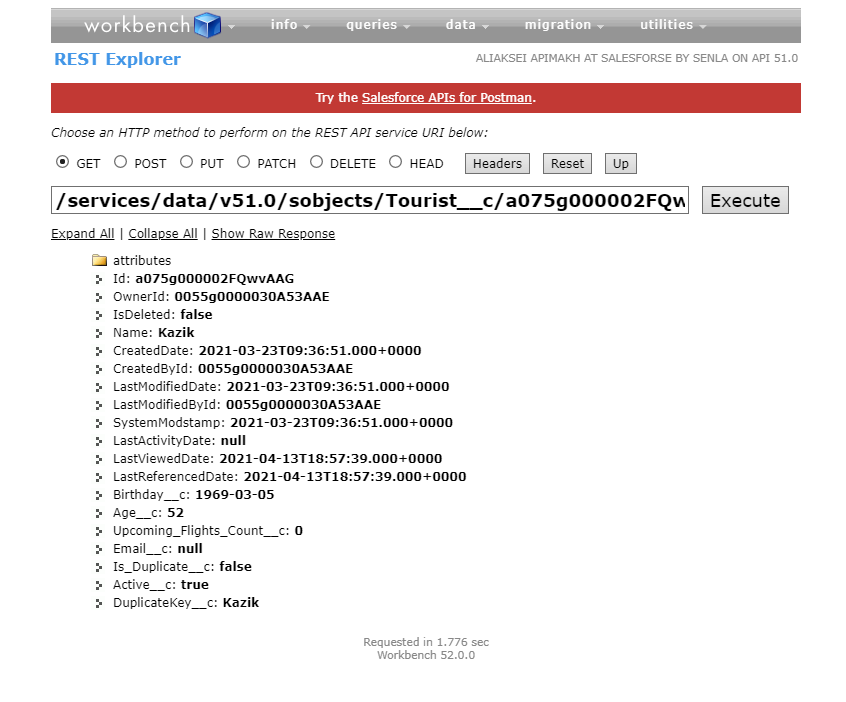 workbench info queries data migration utilities
REST Explorer ALIAKSEI APIMAKH AT SALESFORSE BY SENLA ON API 51.0
Try the Salesforce APIs for Postman.
Choose an HTTP method to perform on the REST API service URI below:
GET POST PUT PATCH DELETE HEAD Headers Reset Up
/services/data/v51.0/sobjects/Tourist__c/a075g000002FQw Execute
Expand All | Collapse All | Show Raw Response
attributes
Id: a075g000002FQwvAAG
OwnerId: 0055g0000030A53AAE
IsDeleted: false
Name: Kazik
CreatedDate: 2021-03-23T09:36:51.000+0000
CreatedById: 0055g0000030A53AAE
LastModifiedDate: 2021-03-23T09:36:51.000+0000
LastModifiedById: 0055g0000030A53AAE
SystemModstamp: 2021-03-23T09:36:51.000+0000
LastActivityDate: null
LastViewedDate: 2021-04-13T18:57:39.000+0000
LastReferencedDate: 2021-04-13T18:57:39.000+0000
Birthday__c: 1969-03-05
Age__c: 52
Upcoming_Flights_Count__c: 0
Email__c: null
Is_Duplicate__c: false
Active__c: true
DuplicateKey__c: Kazik
Requested in 1.776 sec
Workbench 52.0.0